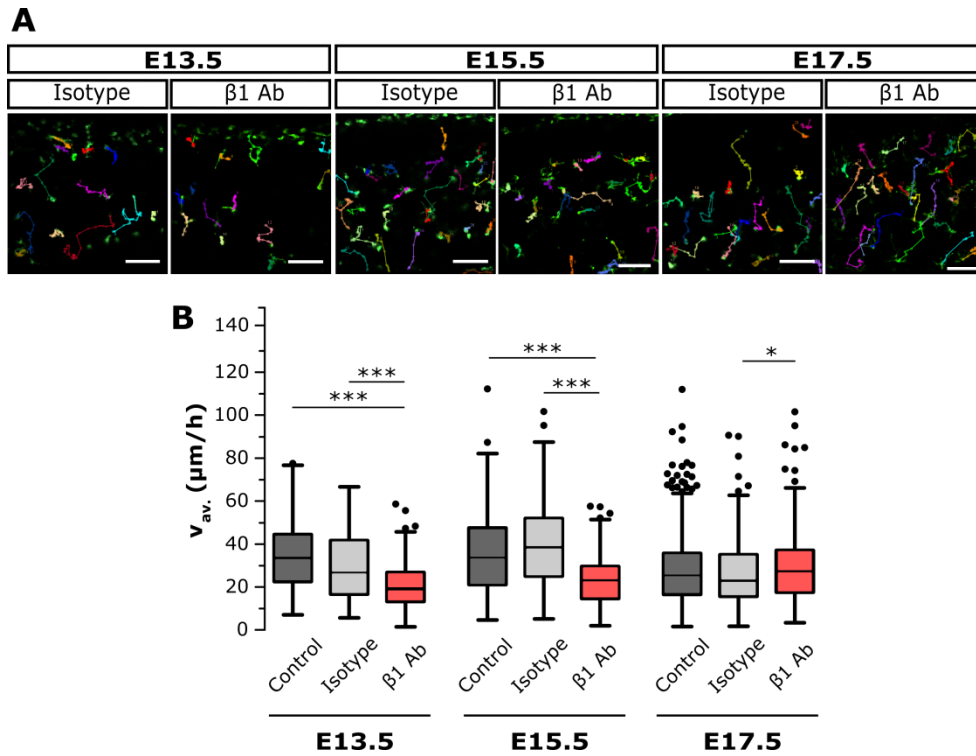 A
E13.5 E15.5 E17.5
Isotype β1 Ab Isotype β1 Ab Isotype β1 Ab
B
140
120
100
80
60
40
20
0
v av. (μm/h)
*** *** *** *** *
Control Isotype β1 Ab Control Isotype β1 Ab Control Isotype β1 Ab
E13.5 E15.5 E17.5